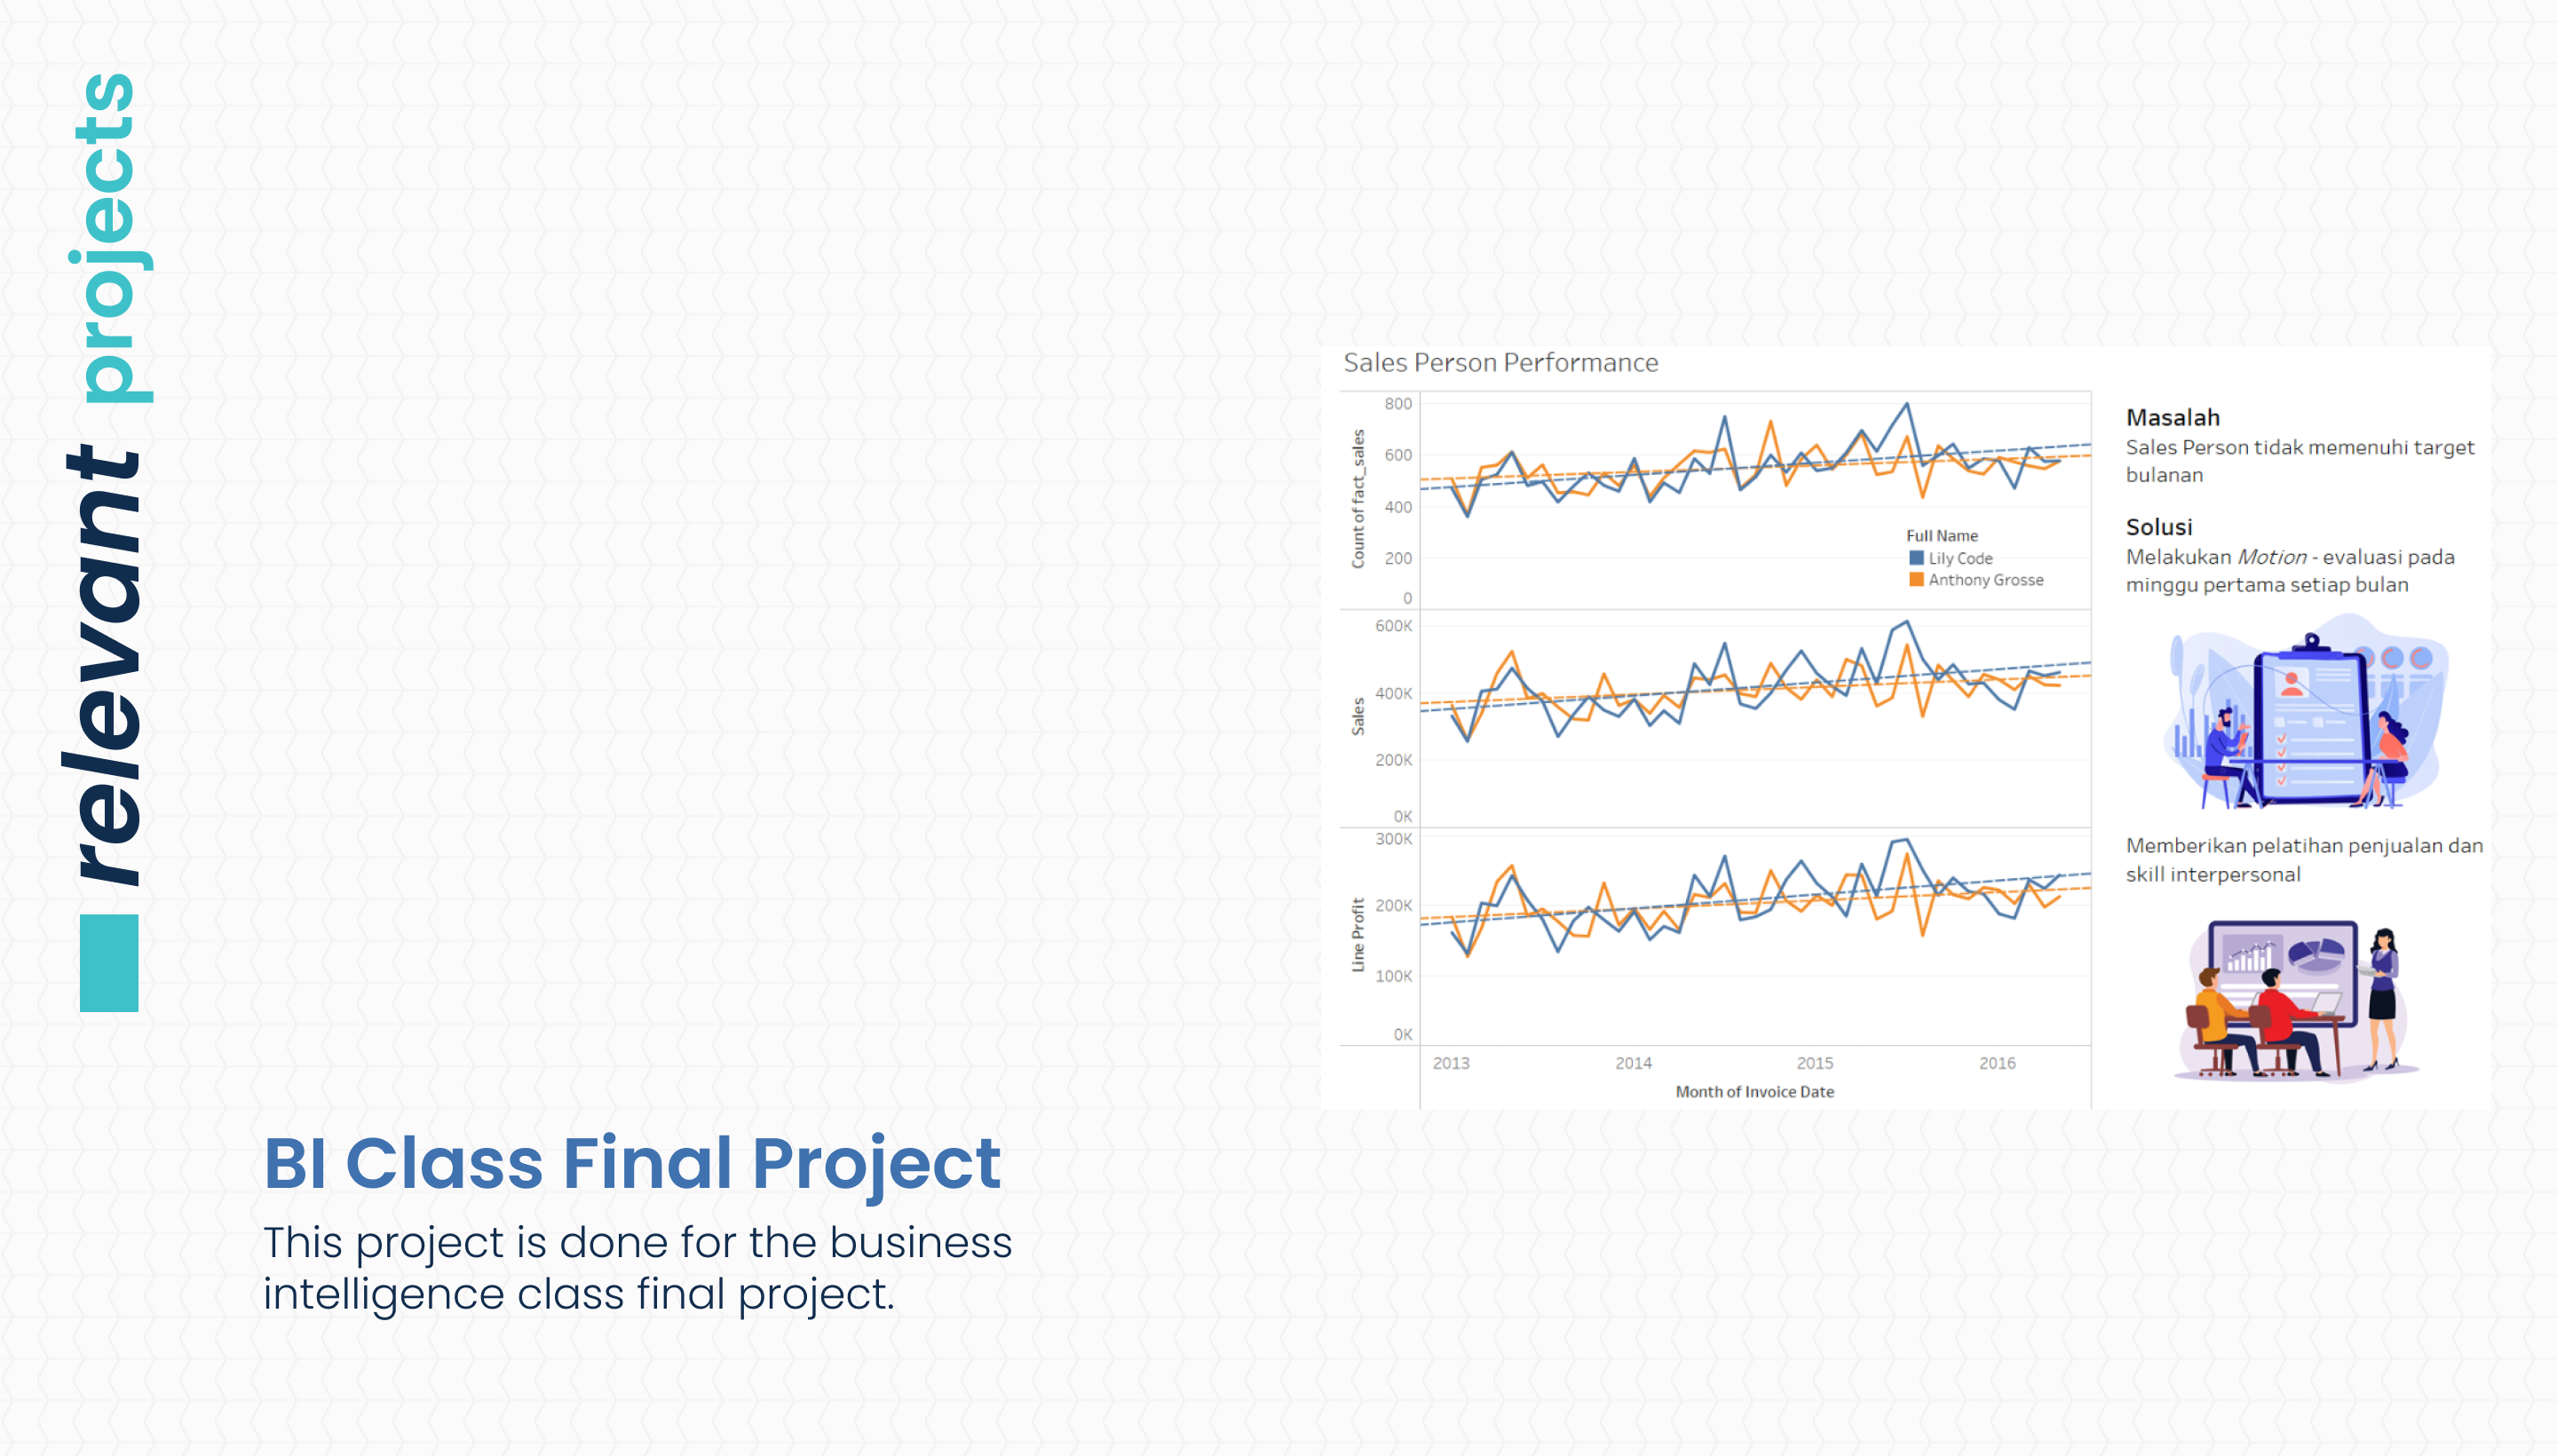 relevant projects
Sales Person Performance
800
600
400
200
0
Count of fact_sales
Full Name
Lily Code
Anthony Grosse
600K
400K
200K
0K
Sales
300K
200K
100K
0K
Line Profit
2013 2014 2015 2016
Month of Invoice Date
Masalah
Sales Person tidak memenuhi target
bulanan
Solusi
Melakukan Motion - evaluasi pada
minggu pertama setiap bulan
Memberikan pelatihan penjualan dan
skill interpersonal
BI Class Final Project
This project is done for the business
intelligence class final project.